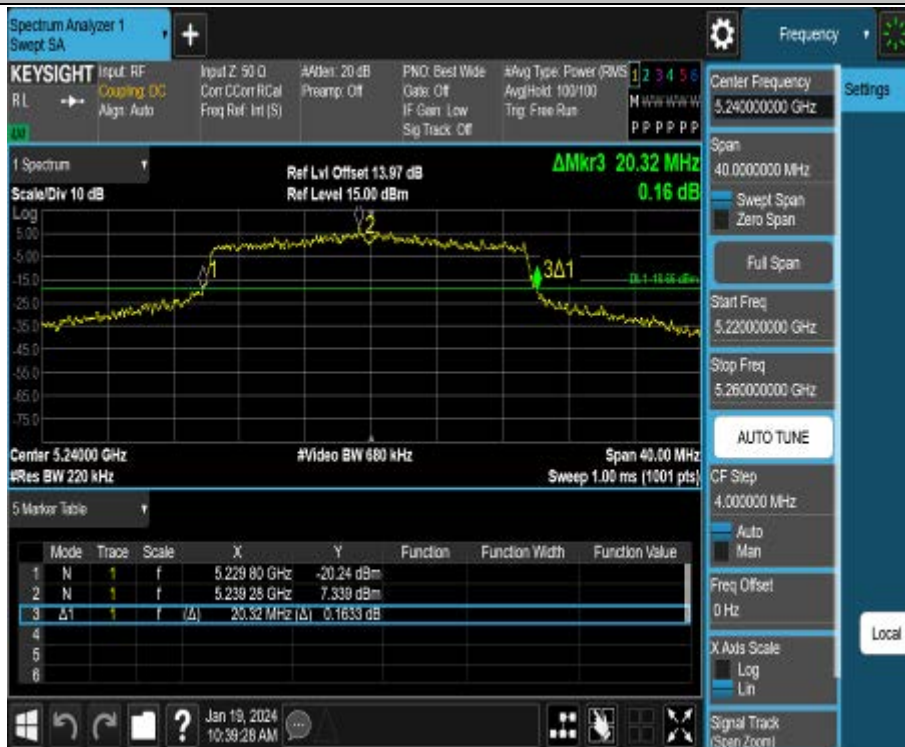 Spectrum Analyzer 1
Swept SA
+
Frequency
KEYSIGHT
RL
Input: RF
Coupling: DC
Align: Auto
Input Z: 50 Ω
Corr CCorr RCal
Freq Ref: Int (S)
#Atten: 20 dB
Preamp: Off
PNO: Best Wide
Gate: Off
IF Gain: Low
Sig Track: Off
#Avg Type: Power (RMS
Avg|Hold: 100/100
Trig: Free Run
1 2 3 4 5 6
M W W W W W
P P P P P P
1 Spectrum
Scale/Div 10 dB
Ref Lvl Offset 13.97 dB
Ref Level 15.00 dBm
ΔMkr3 20.32 MHz
0.16 dB
Log
5.00
-5.00
-15.0
-25.0
-35.0
-45.0
-55.0
-65.0
-75.0
1
2
3Δ1
Center 5.24000 GHz
#Res BW 220 kHz
#Video BW 680 kHz
Span 40.00 MHz
Sweep 1.00 ms (1001 pts)
5 Marker Table
Mode Trace Scale X Y Function Function Width Function Value
1 N 1 f 5.229 80 GHz -20.24 dBm
2 N 1 f 5.239 28 GHz 7.339 dBm
3 Δ1 1 f (Δ) 20.32 MHz (Δ) 0.1633 dB
4
5
6
Jan 19, 2024
10:39:28 AM
?
Center Frequency
5.240000000 GHz
Span
40.0000000 MHz
Swept Span
Zero Span
Full Span
Start Freq
5.220000000 GHz
Stop Freq
5.260000000 GHz
AUTO TUNE
CF Step
4.000000 MHz
Auto
Man
Freq Offset
0 Hz
X Axis Scale
Log
Lin
Signal Track
(Span Zoom)
Settings
Local